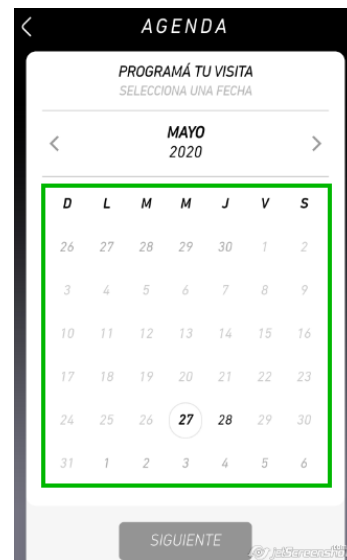 AGENDA
PROGRAMÁ TU VISITA
SELECCIONA UNA FECHA
MAYO
2020
D L M M J V S
26 27 28 29 30 1 2
3 4 5 6 7 8 9
10 11 12 13 14 15 16
17 18 19 20 21 22 23
24 25 26 27 28 29 30
31 1 2 3 4 5 6
SIGUIENTE